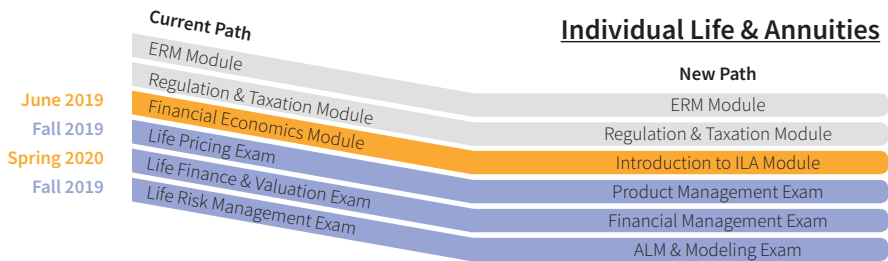 Individual Life & Annuities
Current Path
New Path
ERM Module
ERM Module
Regulation & Taxation Module
Regulation & Taxation Module
June 2019
Financial Economics Module
Introduction to ILA Module
Fall 2019
Life Pricing Exam
Product Management Exam
Spring 2020
Life Finance & Valuation Exam
Financial Management Exam
Fall 2019
Life Risk Management Exam
ALM & Modeling Exam